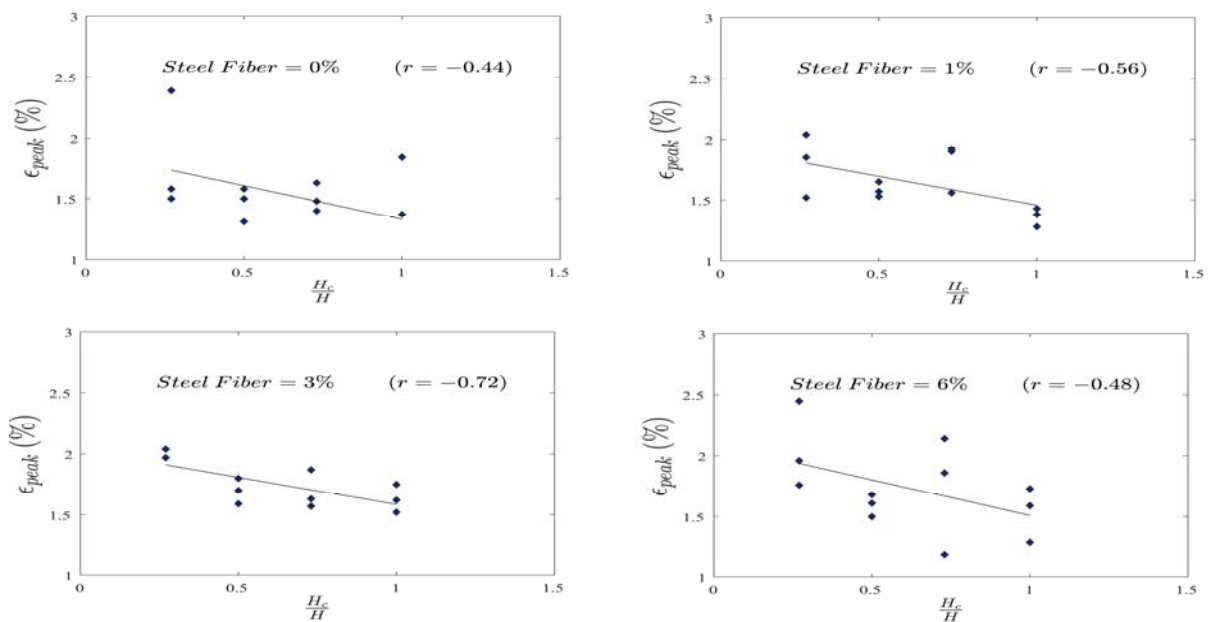 3
Steel Fiber = 0% (r = −0.44)
2.5
ϵpeak (%)
2
1.5
1
0 0.5 1 1.5
Hc
H
3
Steel Fiber = 1% (r = −0.56)
2.5
ϵpeak (%)
2
1.5
1
0 0.5 1 1.5
Hc
H
3
Steel Fiber = 3% (r = −0.72)
2.5
ϵpeak (%)
2
1.5
1
0 0.5 1 1.5
Hc
H
3
Steel Fiber = 6% (r = −0.48)
2.5
ϵpeak (%)
2
1.5
1
0 0.5 1 1.5
Hc
H